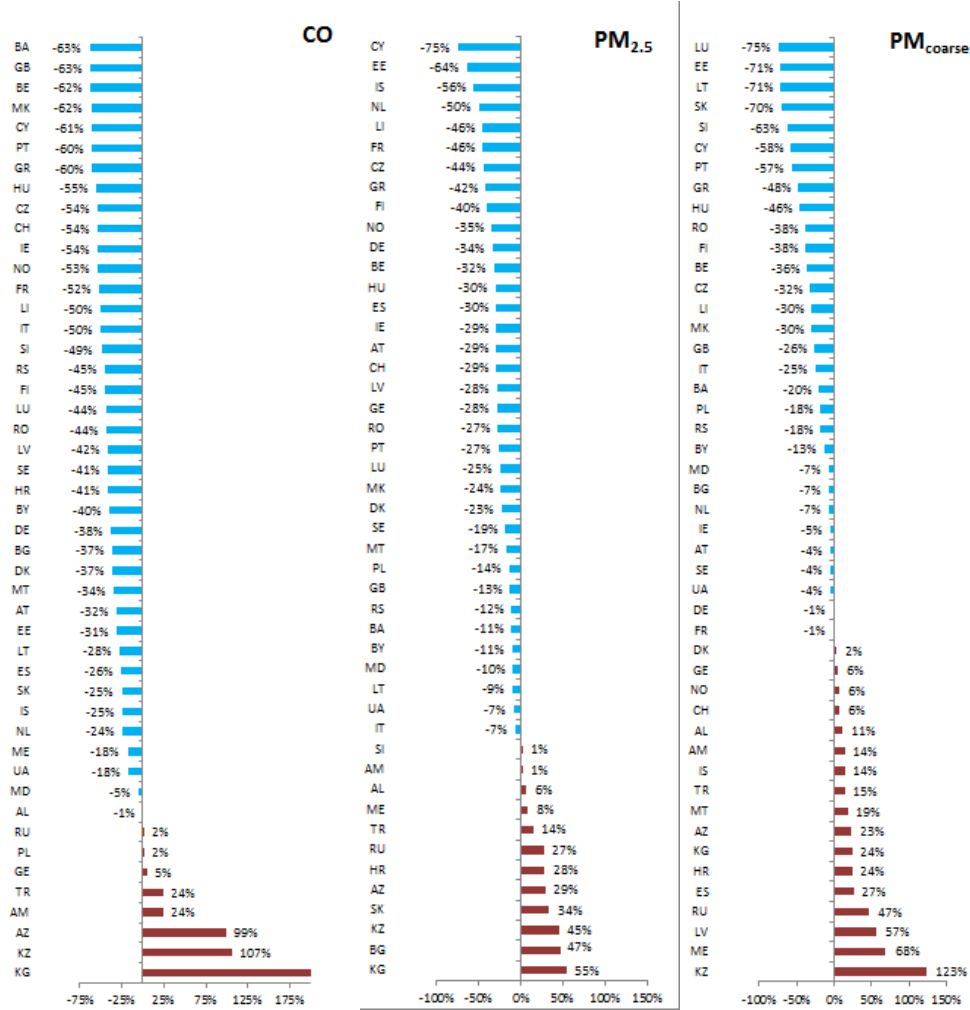 CO
BA -63%
GB -63%
BE -62%
MK -62%
CY -61%
PT -60%
GR -60%
HU -55%
CZ -54%
CH -54%
IE -54%
NO -53%
FR -52%
LI -50%
IT -50%
SI -49%
RS -45%
FI -45%
LU -44%
RO -44%
LV -42%
SE -41%
HR -41%
BY -40%
DE -38%
BG -37%
DK -37%
MT -34%
AT -32%
EE -31%
LT -28%
ES -26%
SK -25%
IS -25%
NL -24%
ME -18%
UA -18%
MD -5%
AL -1%
RU 2%
PL 2%
GE 5%
TR 24%
AM 24%
AZ 99%
KZ 107%
KG
-75% -25% 25% 75% 125% 175%
PM2.5
CY -75%
EE -64%
IS -56%
NL -50%
LI -46%
FR -46%
CZ -44%
GR -42%
FI -40%
NO -35%
DE -34%
BE -32%
HU -30%
ES -30%
IE -29%
AT -29%
CH -29%
LV -28%
GE -28%
RO -27%
PT -27%
LU -25%
MK -24%
DK -23%
SE -19%
MT -17%
PL -14%
GB -13%
RS -12%
BA -11%
BY -11%
MD -10%
LT -9%
UA -7%
IT -7%
SI 1%
AM 1%
AL 6%
ME 8%
TR 14%
RU 27%
HR 28%
AZ 29%
SK 34%
KZ 45%
BG 47%
KG 55%
-100% -50% 0% 50% 100% 150%
PMcoarse
LU -75%
EE -71%
LT -71%
SK -70%
SI -63%
CY -58%
PT -57%
GR -48%
HU -46%
RO -38%
FI -38%
BE -36%
CZ -32%
LI -30%
MK -30%
GB -26%
IT -25%
BA -20%
PL -18%
RS -18%
BY -13%
MD -7%
BG -7%
NL -7%
IE -5%
AT -4%
SE -4%
UA -4%
DE -1%
FR -1%
DK 2%
GE 6%
NO 6%
CH 6%
AL 11%
AM 14%
IS 14%
TR 15%
MT 19%
AZ 23%
KG 24%
HR 24%
ES 27%
RU 47%
LV 57%
ME 68%
KZ 123%
-100% -50% 0% 50% 100% 150%